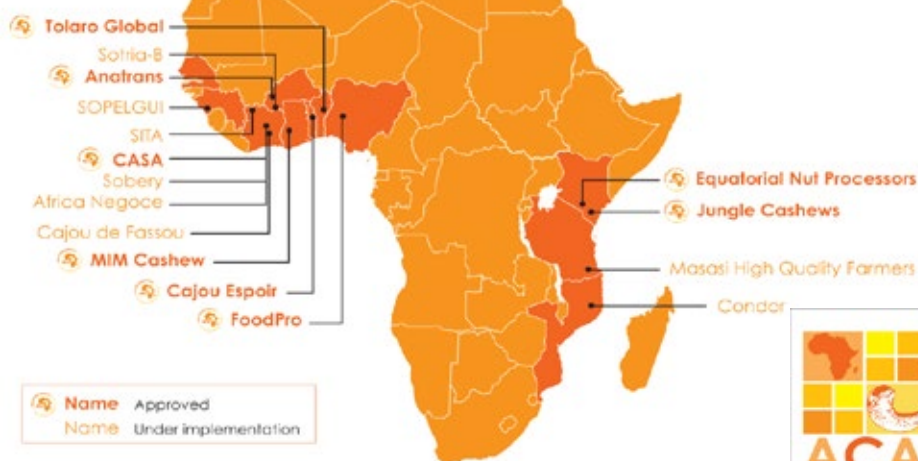 Tolaro Global
Sotria-B
Anatrans
SOPELGUI
SITA
CASA
Sobery
Africa Negoce
Cajou de Fassou
MIM Cashew
Cajou Espoir
FoodPro
Equatorial Nut Processors
Jungle Cashews
Masasi High Quality Farmers
Condor
Name Approved
Name Under implementation
ACA